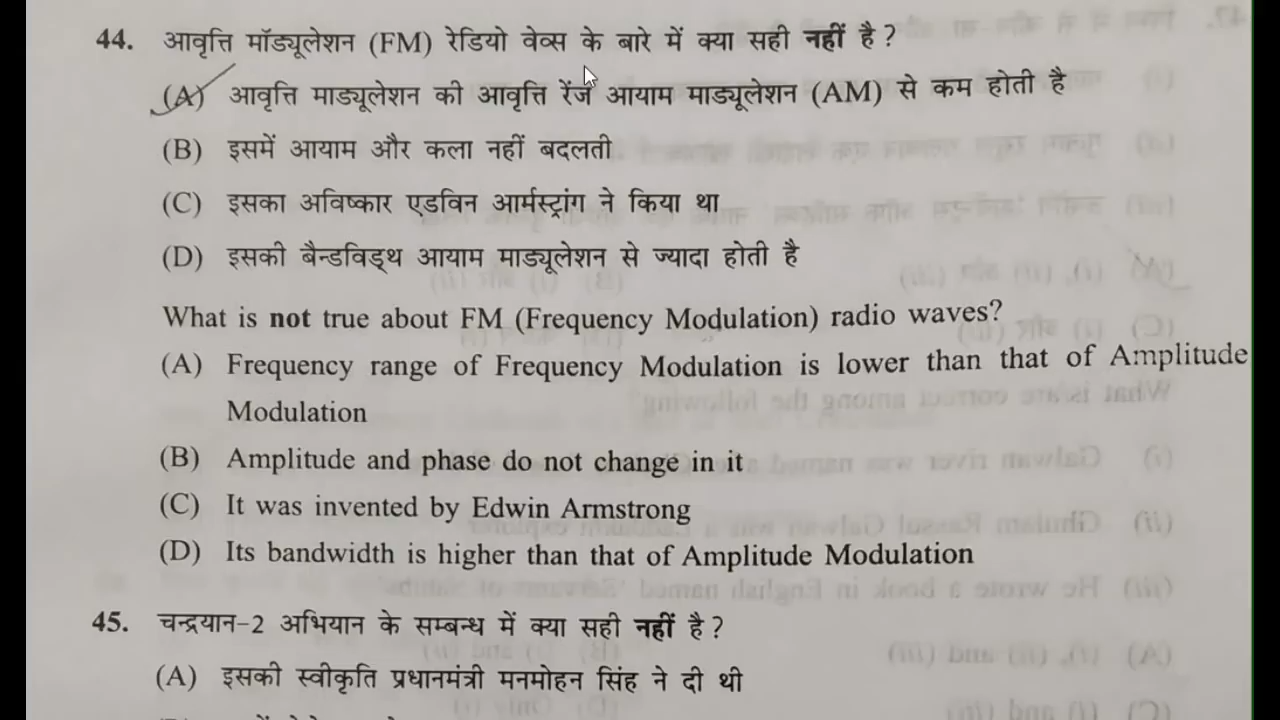 44. आवृत्ति मॉड्यूलेशन (FM) रेडियो वेव्स के बारे में क्या सही नहीं है ?
(A) आवृत्ति माड्यूलेशन की आवृत्ति रेंज आयाम माड्यूलेशन (AM) से कम होती है
(B) इसमें आयाम और कला नहीं बदलती
(C) इसका अविष्कार एडविन आर्मस्ट्रांग ने किया था
(D) इसकी बैन्डविड्थ आयाम माड्यूलेशन से ज्यादा होती है
What is not true about FM (Frequency Modulation) radio waves?
(A) Frequency range of Frequency Modulation is lower than that of Amplitude
Modulation
(B) Amplitude and phase do not change in it
(C) It was invented by Edwin Armstrong
(D) Its bandwidth is higher than that of Amplitude Modulation
45. चन्द्रयान-2 अभियान के सम्बन्ध में क्या सही नहीं है ?
(A) इसकी स्वीकृति प्रधानमंत्री मनमोहन सिंह ने दी थी